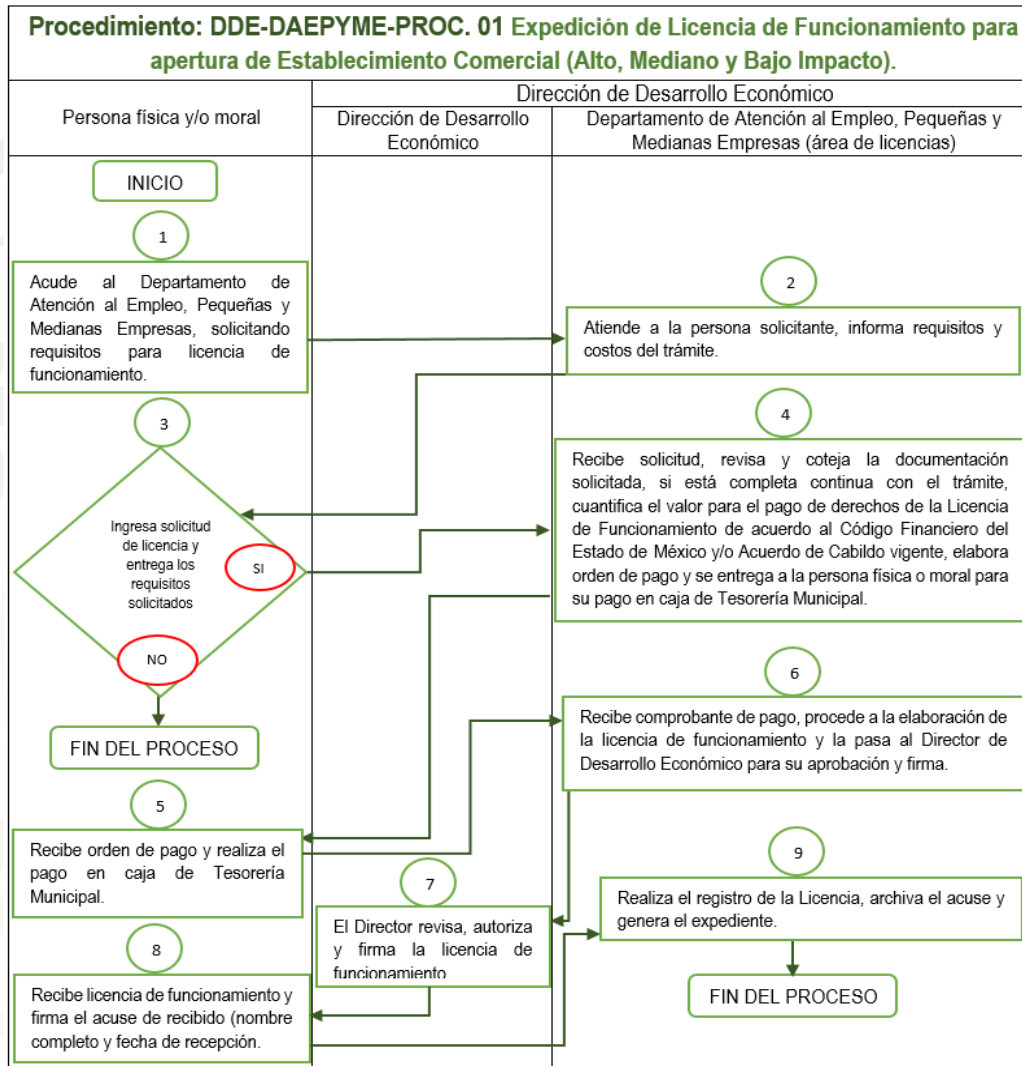 Procedimiento: DDE-DAEPYME-PROC. 01 Expedición de Licencia de Funcionamiento para
apertura de Establecimiento Comercial (Alto, Mediano y Bajo Impacto).
Persona física y/o moral
Dirección de Desarrollo Económico
Dirección de Desarrollo
Económico
Departamento de Atención al Empleo, Pequeñas y
Medianas Empresas (área de licencias)
INICIO
1
Acude al Departamento de
Atención al Empleo, Pequeñas y
Medianas Empresas, solicitando
requisitos para licencia de
funcionamiento.
2
Atiende a la persona solicitante, informa requisitos y
costos del trámite.
3
Ingresa solicitud
de licencia y
entrega los
requisitos
solicitados
SI
NO
FIN DEL PROCESO
4
Recibe solicitud, revisa y coteja la documentación
solicitada, si está completa continua con el trámite,
cuantifica el valor para el pago de derechos de la Licencia
de Funcionamiento de acuerdo al Código Financiero del
Estado de México y/o Acuerdo de Cabildo vigente, elabora
orden de pago y se entrega a la persona física o moral para
su pago en caja de Tesorería Municipal.
5
Recibe orden de pago y realiza el
pago en caja de Tesorería
Municipal.
6
Recibe comprobante de pago, procede a la elaboración de
la licencia de funcionamiento y la pasa al Director de
Desarrollo Económico para su aprobación y firma.
7
El Director revisa, autoriza
y firma la licencia de
funcionamiento
8
Recibe licencia de funcionamiento y
firma el acuse de recibido (nombre
completo y fecha de recepción.
9
Realiza el registro de la Licencia, archiva el acuse y
genera el expediente.
FIN DEL PROCESO